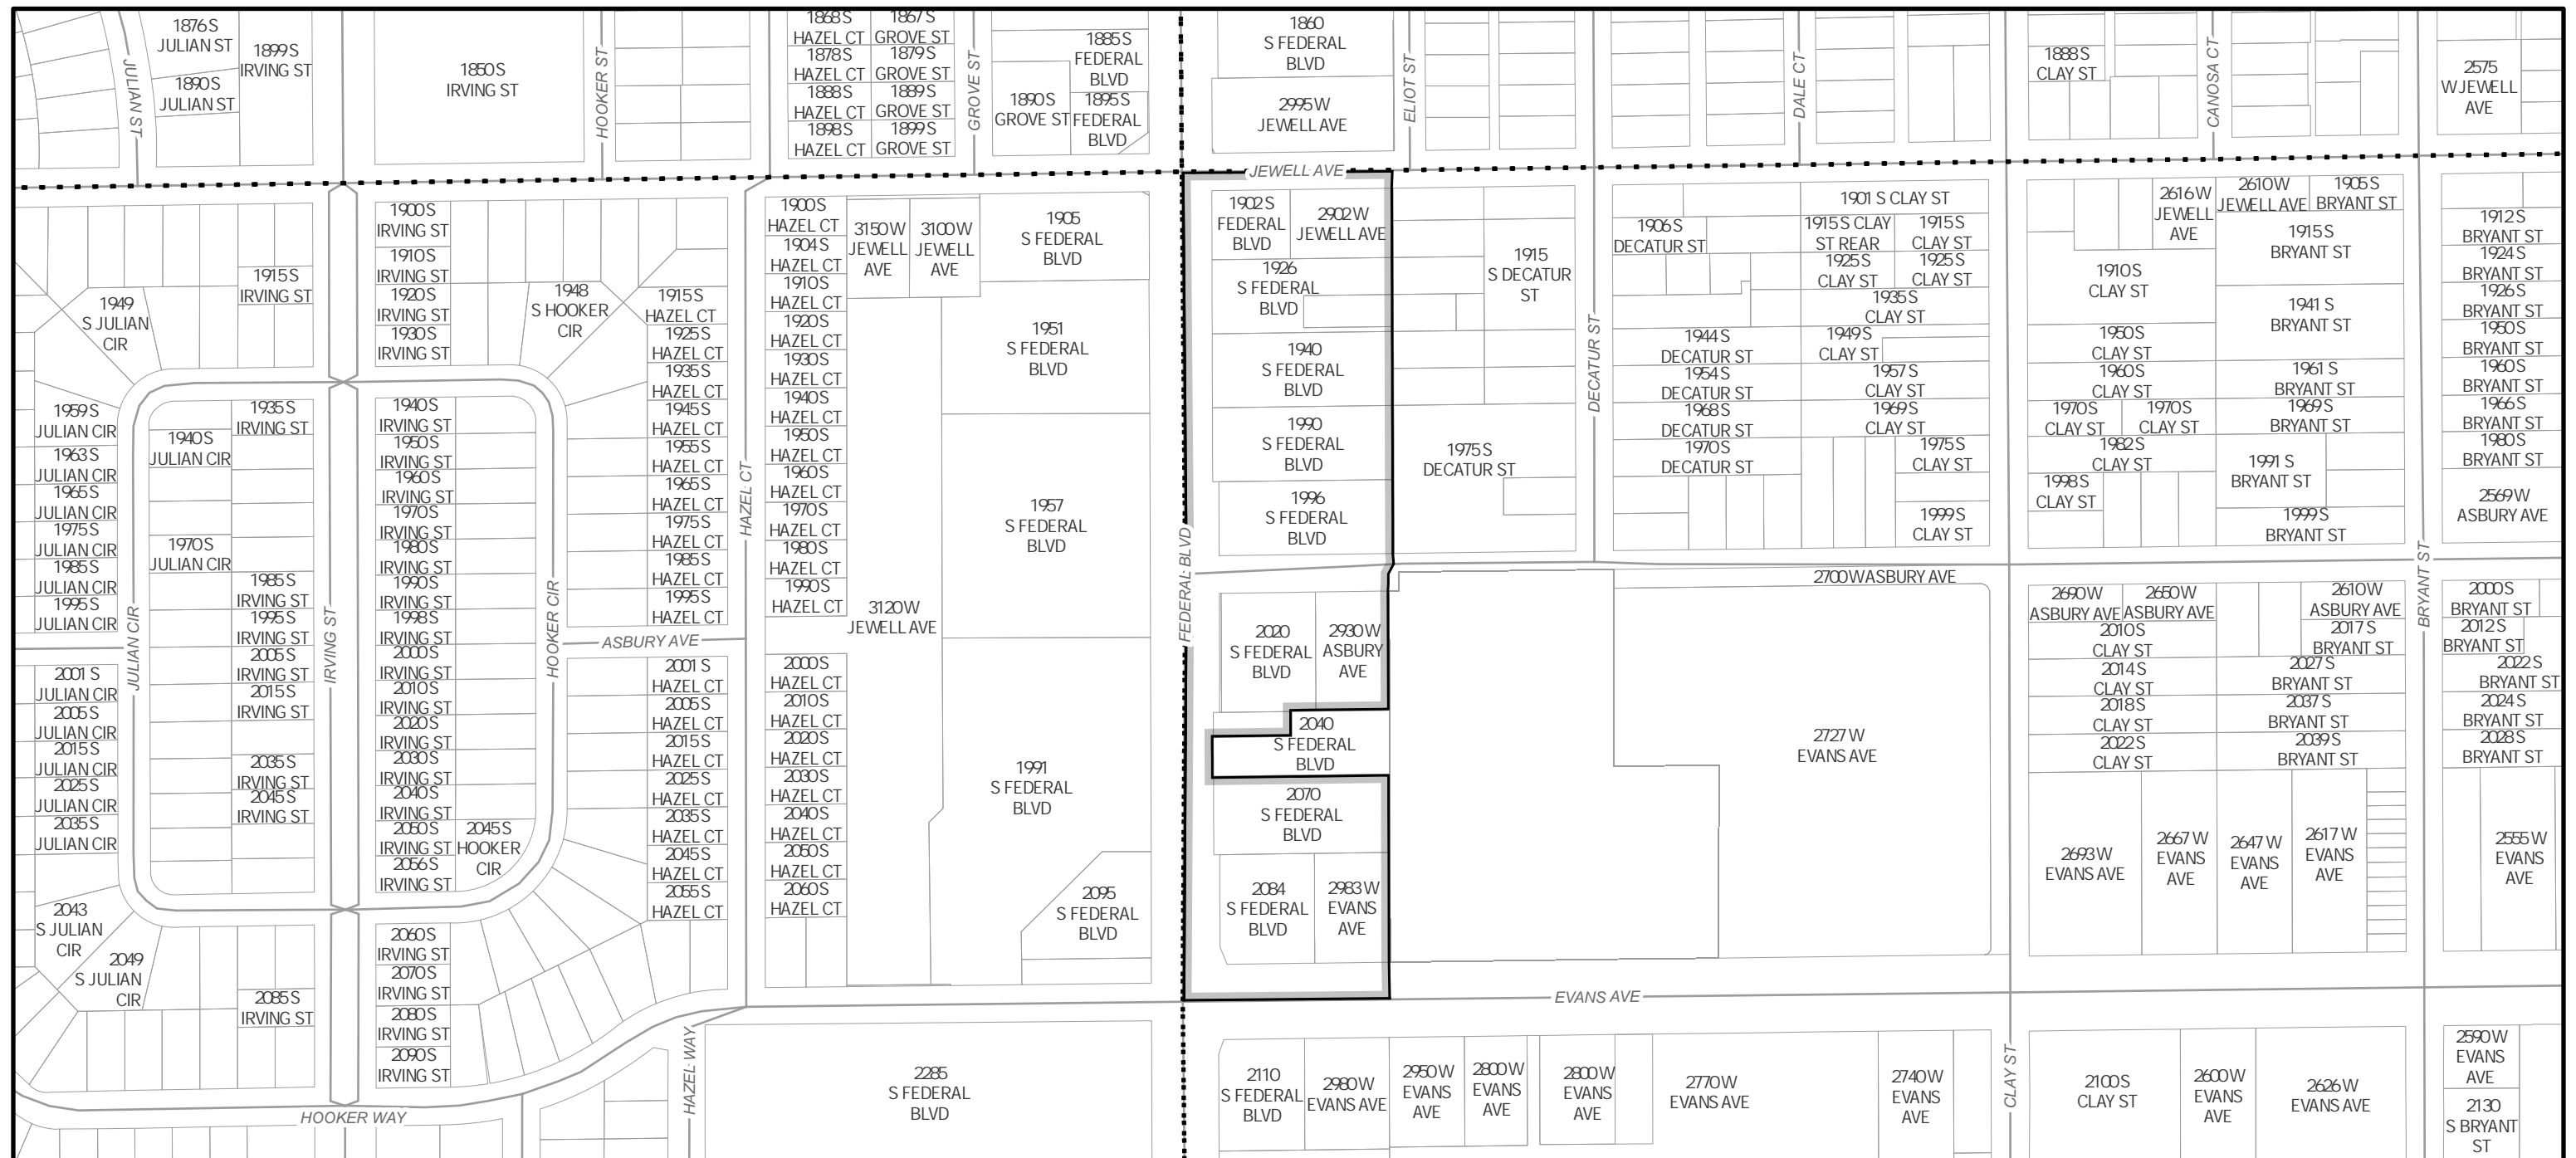 1876 S
JULIAN ST
1890 S
JULIAN ST
1899 S
IRVING ST
JULIAN ST
1850 S
IRVING ST
HOOKER ST
1868 S
HAZEL CT
1867 S
GROVE ST
1878 S
HAZEL CT
1879 S
GROVE ST
1888 S
HAZEL CT
1889 S
GROVE ST
1898 S
HAZEL CT
1899 S
GROVE ST
GROVE ST
1885 S
FEDERAL
BLVD
1890 S
GROVE ST
1895 S
FEDERAL
BLVD
1860
S FEDERAL
BLVD
2995 W
JEWELL AVE
ELIOT ST
DALE CT
1888 S
CLAY ST
CANOSA CT
2575
W JEWELL
AVE
JEWELL AVE
1949
S JULIAN
CIR
1915 S
IRVING ST
1900 S
IRVING ST
1910 S
IRVING ST
1920 S
IRVING ST
1930 S
IRVING ST
1948
S HOOKER
CIR
1915 S
HAZEL CT
1925 S
HAZEL CT
1935 S
HAZEL CT
1945 S
HAZEL CT
1955 S
HAZEL CT
1965 S
HAZEL CT
1975 S
HAZEL CT
1985 S
HAZEL CT
1995 S
HAZEL CT
HAZEL CT
1900 S
HAZEL CT
1904 S
HAZEL CT
1910 S
HAZEL CT
1920 S
HAZEL CT
1930 S
HAZEL CT
1940 S
HAZEL CT
1950 S
HAZEL CT
1960 S
HAZEL CT
1970 S
HAZEL CT
1980 S
HAZEL CT
1990 S
HAZEL CT
3150 W
JEWELL
AVE
3100 W
JEWELL
AVE
3120 W
JEWELL AVE
1905
S FEDERAL
BLVD
1951
S FEDERAL
BLVD
1957
S FEDERAL
BLVD
1991
S FEDERAL
BLVD
2095
S FEDERAL
BLVD
FEDERAL BLVD
1902 S
FEDERAL
BLVD
2902 W
JEWELL AVE
1926
S FEDERAL
BLVD
1940
S FEDERAL
BLVD
1990
S FEDERAL
BLVD
1996
S FEDERAL
BLVD
1915
S DECATUR
ST
1975 S
DECATUR ST
DECATUR ST
1906 S
DECATUR ST
1944 S
DECATUR ST
1954 S
DECATUR ST
1968 S
DECATUR ST
1970 S
DECATUR ST
1901 S CLAY ST
1915 S CLAY
ST REAR
1915 S
CLAY ST
1925 S
CLAY ST
1925 S
CLAY ST
1935 S
CLAY ST
1949 S
CLAY ST
1957 S
CLAY ST
1969 S
CLAY ST
1975 S
CLAY ST
1999 S
CLAY ST
2616 W
JEWELL
AVE
2610 W
JEWELL AVE
1905 S
BRYANT ST
1910 S
CLAY ST
1915 S
BRYANT ST
1941 S
BRYANT ST
1950 S
CLAY ST
1960 S
CLAY ST
1961 S
BRYANT ST
1970 S
CLAY ST
1970 S
CLAY ST
1969 S
BRYANT ST
1982 S
CLAY ST
1991 S
BRYANT ST
1998 S
CLAY ST
1999 S
BRYANT ST
1912 S
BRYANT ST
1924 S
BRYANT ST
1926 S
BRYANT ST
1950 S
BRYANT ST
1960 S
BRYANT ST
1966 S
BRYANT ST
1980 S
BRYANT ST
2569 W
ASBURY AVE
BRYANT ST
1959 S
JULIAN CIR
1963 S
JULIAN CIR
1965 S
JULIAN CIR
1975 S
JULIAN CIR
1985 S
JULIAN CIR
1995 S
JULIAN CIR
JULIAN CIR
1940 S
JULIAN CIR
1970 S
JULIAN CIR
1935 S
IRVING ST
1985 S
IRVING ST
1995 S
IRVING ST
2005 S
IRVING ST
2015 S
IRVING ST
2035 S
IRVING ST
2045 S
IRVING ST
IRVING ST
1940 S
IRVING ST
1950 S
IRVING ST
1960 S
IRVING ST
1970 S
IRVING ST
1980 S
IRVING ST
1990 S
IRVING ST
1998 S
IRVING ST
2000 S
IRVING ST
2010 S
IRVING ST
2020 S
IRVING ST
2030 S
IRVING ST
2040 S
IRVING ST
2050 S
IRVING ST
2056 S
IRVING ST
2045 S
HOOKER
CIR
HOOKER CIR
ASBURY AVE
2001 S
JULIAN CIR
2005 S
JULIAN CIR
2015 S
JULIAN CIR
2025 S
JULIAN CIR
2035 S
JULIAN CIR
2043
S JULIAN
CIR
2049
S JULIAN
CIR
2085 S
IRVING ST
2060 S
IRVING ST
2070 S
IRVING ST
2080 S
IRVING ST
2090 S
IRVING ST
2001 S
HAZEL CT
2005 S
HAZEL CT
2015 S
HAZEL CT
2025 S
HAZEL CT
2035 S
HAZEL CT
2045 S
HAZEL CT
2055 S
HAZEL CT
2000 S
HAZEL CT
2010 S
HAZEL CT
2020 S
HAZEL CT
2030 S
HAZEL CT
2040 S
HAZEL CT
2050 S
HAZEL CT
2060 S
HAZEL CT
2020
S FEDERAL
BLVD
2930 W
ASBURY
AVE
2040
S FEDERAL
BLVD
2070
S FEDERAL
BLVD
2084
S FEDERAL
BLVD
2983 W
EVANS
AVE
2700 W ASBURY AVE
2727 W
EVANS AVE
2690 W
ASBURY AVE
2650 W
ASBURY AVE
2610 W
ASBURY AVE
2010 S
CLAY ST
2017 S
BRYANT ST
2014 S
CLAY ST
2027 S
BRYANT ST
2018 S
CLAY ST
2037 S
BRYANT ST
2022 S
CLAY ST
2039 S
BRYANT ST
2000 S
BRYANT ST
2012 S
BRYANT ST
2022 S
BRYANT ST
2024 S
BRYANT ST
2028 S
BRYANT ST
2693 W
EVANS AVE
2667 W
EVANS
AVE
2647 W
EVANS
AVE
2617 W
EVANS
AVE
2555 W
EVANS
AVE
EVANS AVE
HOOKER WAY
HAZEL WAY
2285
S FEDERAL
BLVD
2110
S FEDERAL
BLVD
2980 W
EVANS AVE
2950 W
EVANS
AVE
2800 W
EVANS
AVE
2800 W
EVANS
AVE
2770 W
EVANS AVE
2740 W
EVANS
AVE
CLAY ST
2100 S
CLAY ST
2600 W
EVANS
AVE
2626 W
EVANS AVE
2590 W
EVANS
AVE
2130
S BRYANT
ST